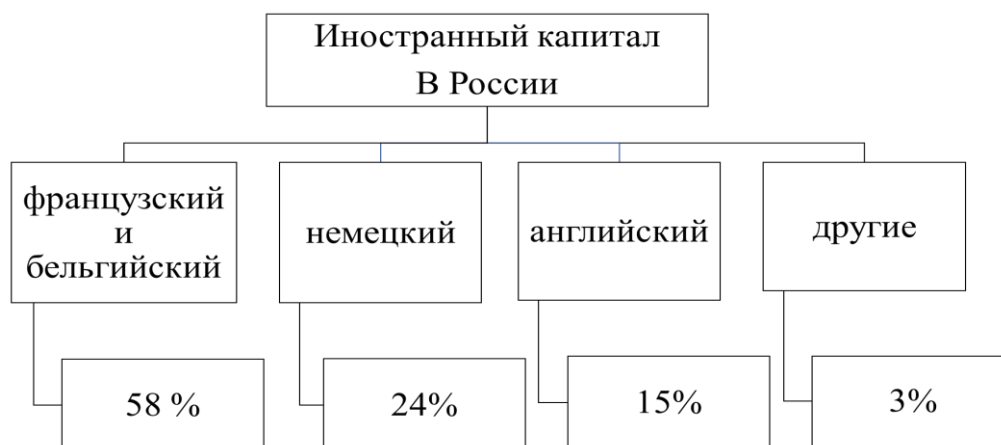 Иностранный капитал
В России
французский
и
бельгийский
немецкий
английский
другие
58 %
24%
15%
3%